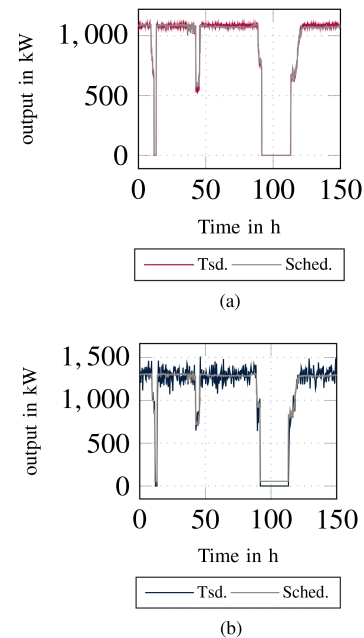 1,000
500
0
output in kW
0 50 100 150
Time in h
Tsd. Sched.
(a)
1,500
1,000
500
0
output in kW
0 50 100 150
Time in h
Tsd. Sched.
(b)